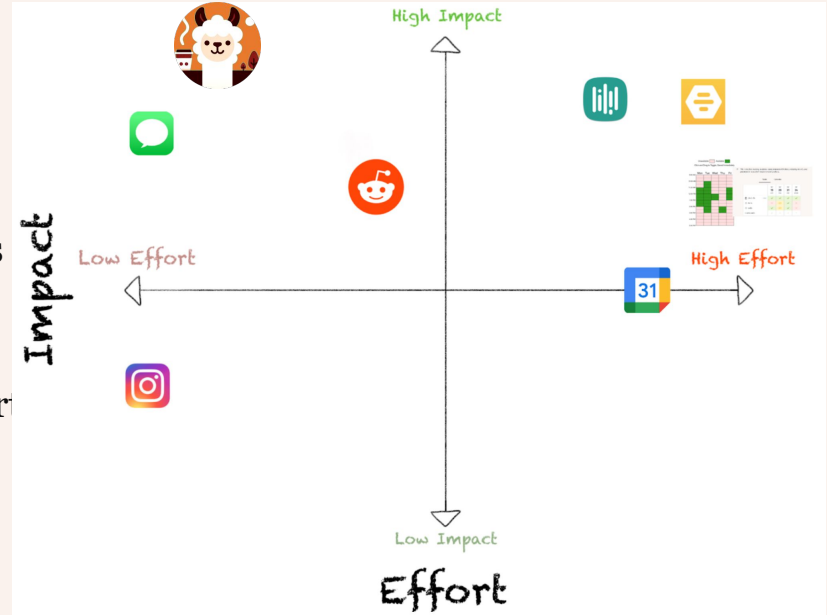 High Impact
Impact
Low Effort
High Effort
31
Low Impact
Effort